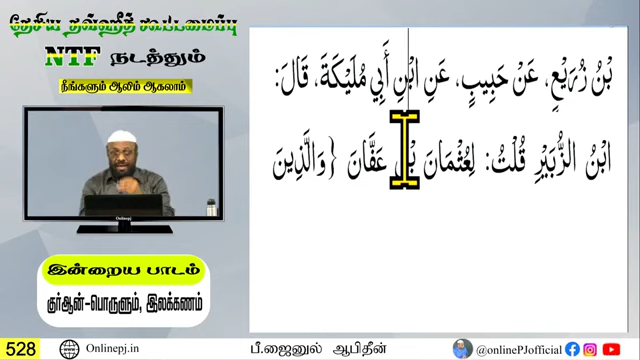 தேசிய தவ்ஹீத் கூட்டமைப்பு
NTF நடத்தும்
நீங்களும் ஆலிம் ஆகலாம்
بْنُ زُرَيْعٍ، عَنْ حَبِيبٍ، عَنِ ابْنِ أَبِي مُلَيْكَةَ، قَالَ:
ابْنُ الزُّبَيْرِ قُلْتُ: لِعُثْمَانَ بْنِ عَفَّانَ {وَالَّذِينَ
Onlinepj
இன்றைய பாடம்
குர்ஆன்-பொருளும், இலக்கணம்
528
Onlinepj.in
பீ.ஜைனுல் ஆபிதீன்
@onlinePJofficial